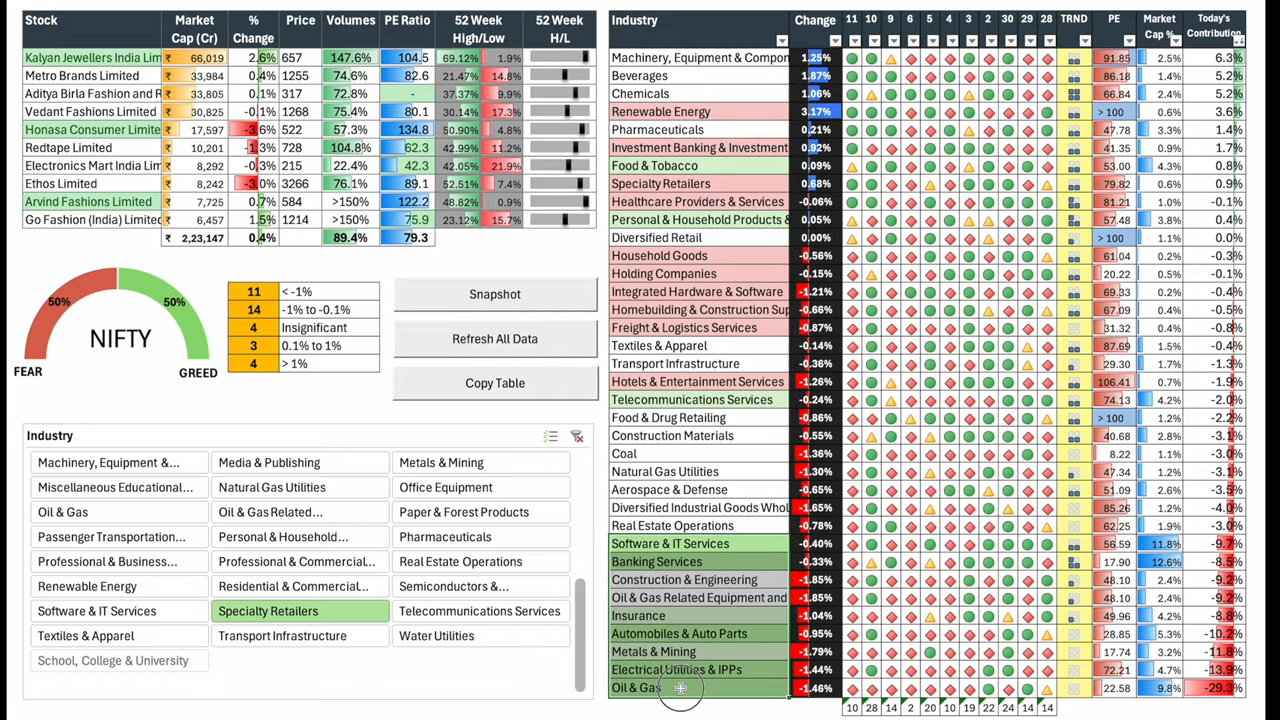 Stock Market Cap (Cr) % Change Price Volumes PE Ratio 52 Week High/Low 52 Week H/L
Kalyan Jewellers India Lim ₹ 66,019 2.6% 657 147.6% 104.5 69.12% 1.9%
Metro Brands Limited ₹ 33,984 0.4% 1255 74.6% 82.6 21.47% 14.8%
Aditya Birla Fashion and R ₹ 33,805 0.1% 317 72.8% - 37.37% 9.9%
Vedant Fashions Limited ₹ 30,825 -0.1% 1268 75.4% 80.1 30.14% 17.3%
Honasa Consumer Limite ₹ 17,597 -3.6% 522 57.3% 134.8 50.90% 4.8%
Redtape Limited ₹ 10,201 -1.3% 728 104.8% 62.3 42.99% 11.2%
Electronics Mart India Lim ₹ 8,292 -0.3% 215 22.4% 42.3 42.05% 21.9%
Ethos Limited ₹ 8,242 -3.0% 3266 76.1% 89.1 52.51% 7.4%
Arvind Fashions Limited ₹ 7,725 0.7% 584 >150% 122.2 48.82% 0.9%
Go Fashion (India) Limited ₹ 6,457 1.5% 1214 >150% 75.9 23.12% 15.7%
₹ 2,23,147 0.4% 89.4% 79.3
50% 50%
NIFTY
FEAR GREED
11 < -1%
14 -1% to -0.1%
4 Insignificant
3 0.1% to 1%
4 > 1%
Snapshot
Refresh All Data
Copy Table
Industry
Machinery, Equipment &... Media & Publishing Metals & Mining
Miscellaneous Educational... Natural Gas Utilities Office Equipment
Oil & Gas Oil & Gas Related... Paper & Forest Products
Passenger Transportation... Personal & Household... Pharmaceuticals
Professional & Business... Professional & Commercial... Real Estate Operations
Renewable Energy Residential & Commercial... Semiconductors &...
Software & IT Services Specialty Retailers Telecommunications Services
Textiles & Apparel Transport Infrastructure Water Utilities
School, College & University
Industry Change 11 10 9 6 5 4 3 2 30 29 28 TRND PE Market Cap % Today's Contribution
Machinery, Equipment & Compon 1.25% 91.85 2.5% 6.3%
Beverages 1.87% 86.18 1.4% 5.2%
Chemicals 1.06% 66.84 2.4% 5.2%
Renewable Energy 3.17% > 100 0.6% 3.6%
Pharmaceuticals 0.21% 47.78 3.3% 1.4%
Investment Banking & Investment 0.92% 41.35 0.9% 1.7%
Food & Tobacco 0.09% 53.00 4.3% 0.8%
Specialty Retailers 0.68% 79.82 0.6% 0.9%
Healthcare Providers & Services -0.06% 81.21 1.0% -0.1%
Personal & Household Products & 0.05% 57.48 3.8% 0.4%
Diversified Retail 0.00% > 100 1.1% 0.0%
Household Goods -0.56% 61.04 0.2% -0.3%
Holding Companies -0.15% 20.22 0.5% -0.1%
Integrated Hardware & Software -1.21% 69.33 0.2% -0.4%
Homebuilding & Construction Sup -0.66% 67.09 0.4% -0.5%
Freight & Logistics Services -0.87% 31.32 0.4% -0.8%
Textiles & Apparel -0.14% 87.69 1.5% -0.4%
Transport Infrastructure -0.36% 29.30 1.7% -1.3%
Hotels & Entertainment Services -1.26% 106.41 0.7% -1.9%
Telecommunications Services -0.24% 74.13 4.2% -2.0%
Food & Drug Retailing -0.86% > 100 1.2% -2.2%
Construction Materials -0.55% 40.68 2.8% -3.1%
Coal -1.36% 8.22 1.1% -3.0%
Natural Gas Utilities -1.30% 47.34 1.2% -3.1%
Aerospace & Defense -0.65% 51.09 2.6% -3.5%
Diversified Industrial Goods Whol -1.65% 85.26 1.2% -4.0%
Real Estate Operations -0.78% 62.25 1.9% -3.0%
Software & IT Services -0.40% 56.59 11.8% -9.7%
Banking Services -0.33% 17.90 12.6% -8.5%
Construction & Engineering -1.85% 48.10 2.4% -9.2%
Oil & Gas Related Equipment and -1.85% 48.10 2.4% -9.2%
Insurance -1.04% 49.96 4.2% -8.8%
Automobiles & Auto Parts -0.95% 28.85 5.3% -10.2%
Metals & Mining -1.79% 17.74 3.2% -11.8%
Electrical Utilities & IPPs -1.44% 72.21 4.7% -13.9%
Oil & Gas -1.46% 22.58 9.8% -29.3%
10 28 14 2 20 10 19 22 24 14 14